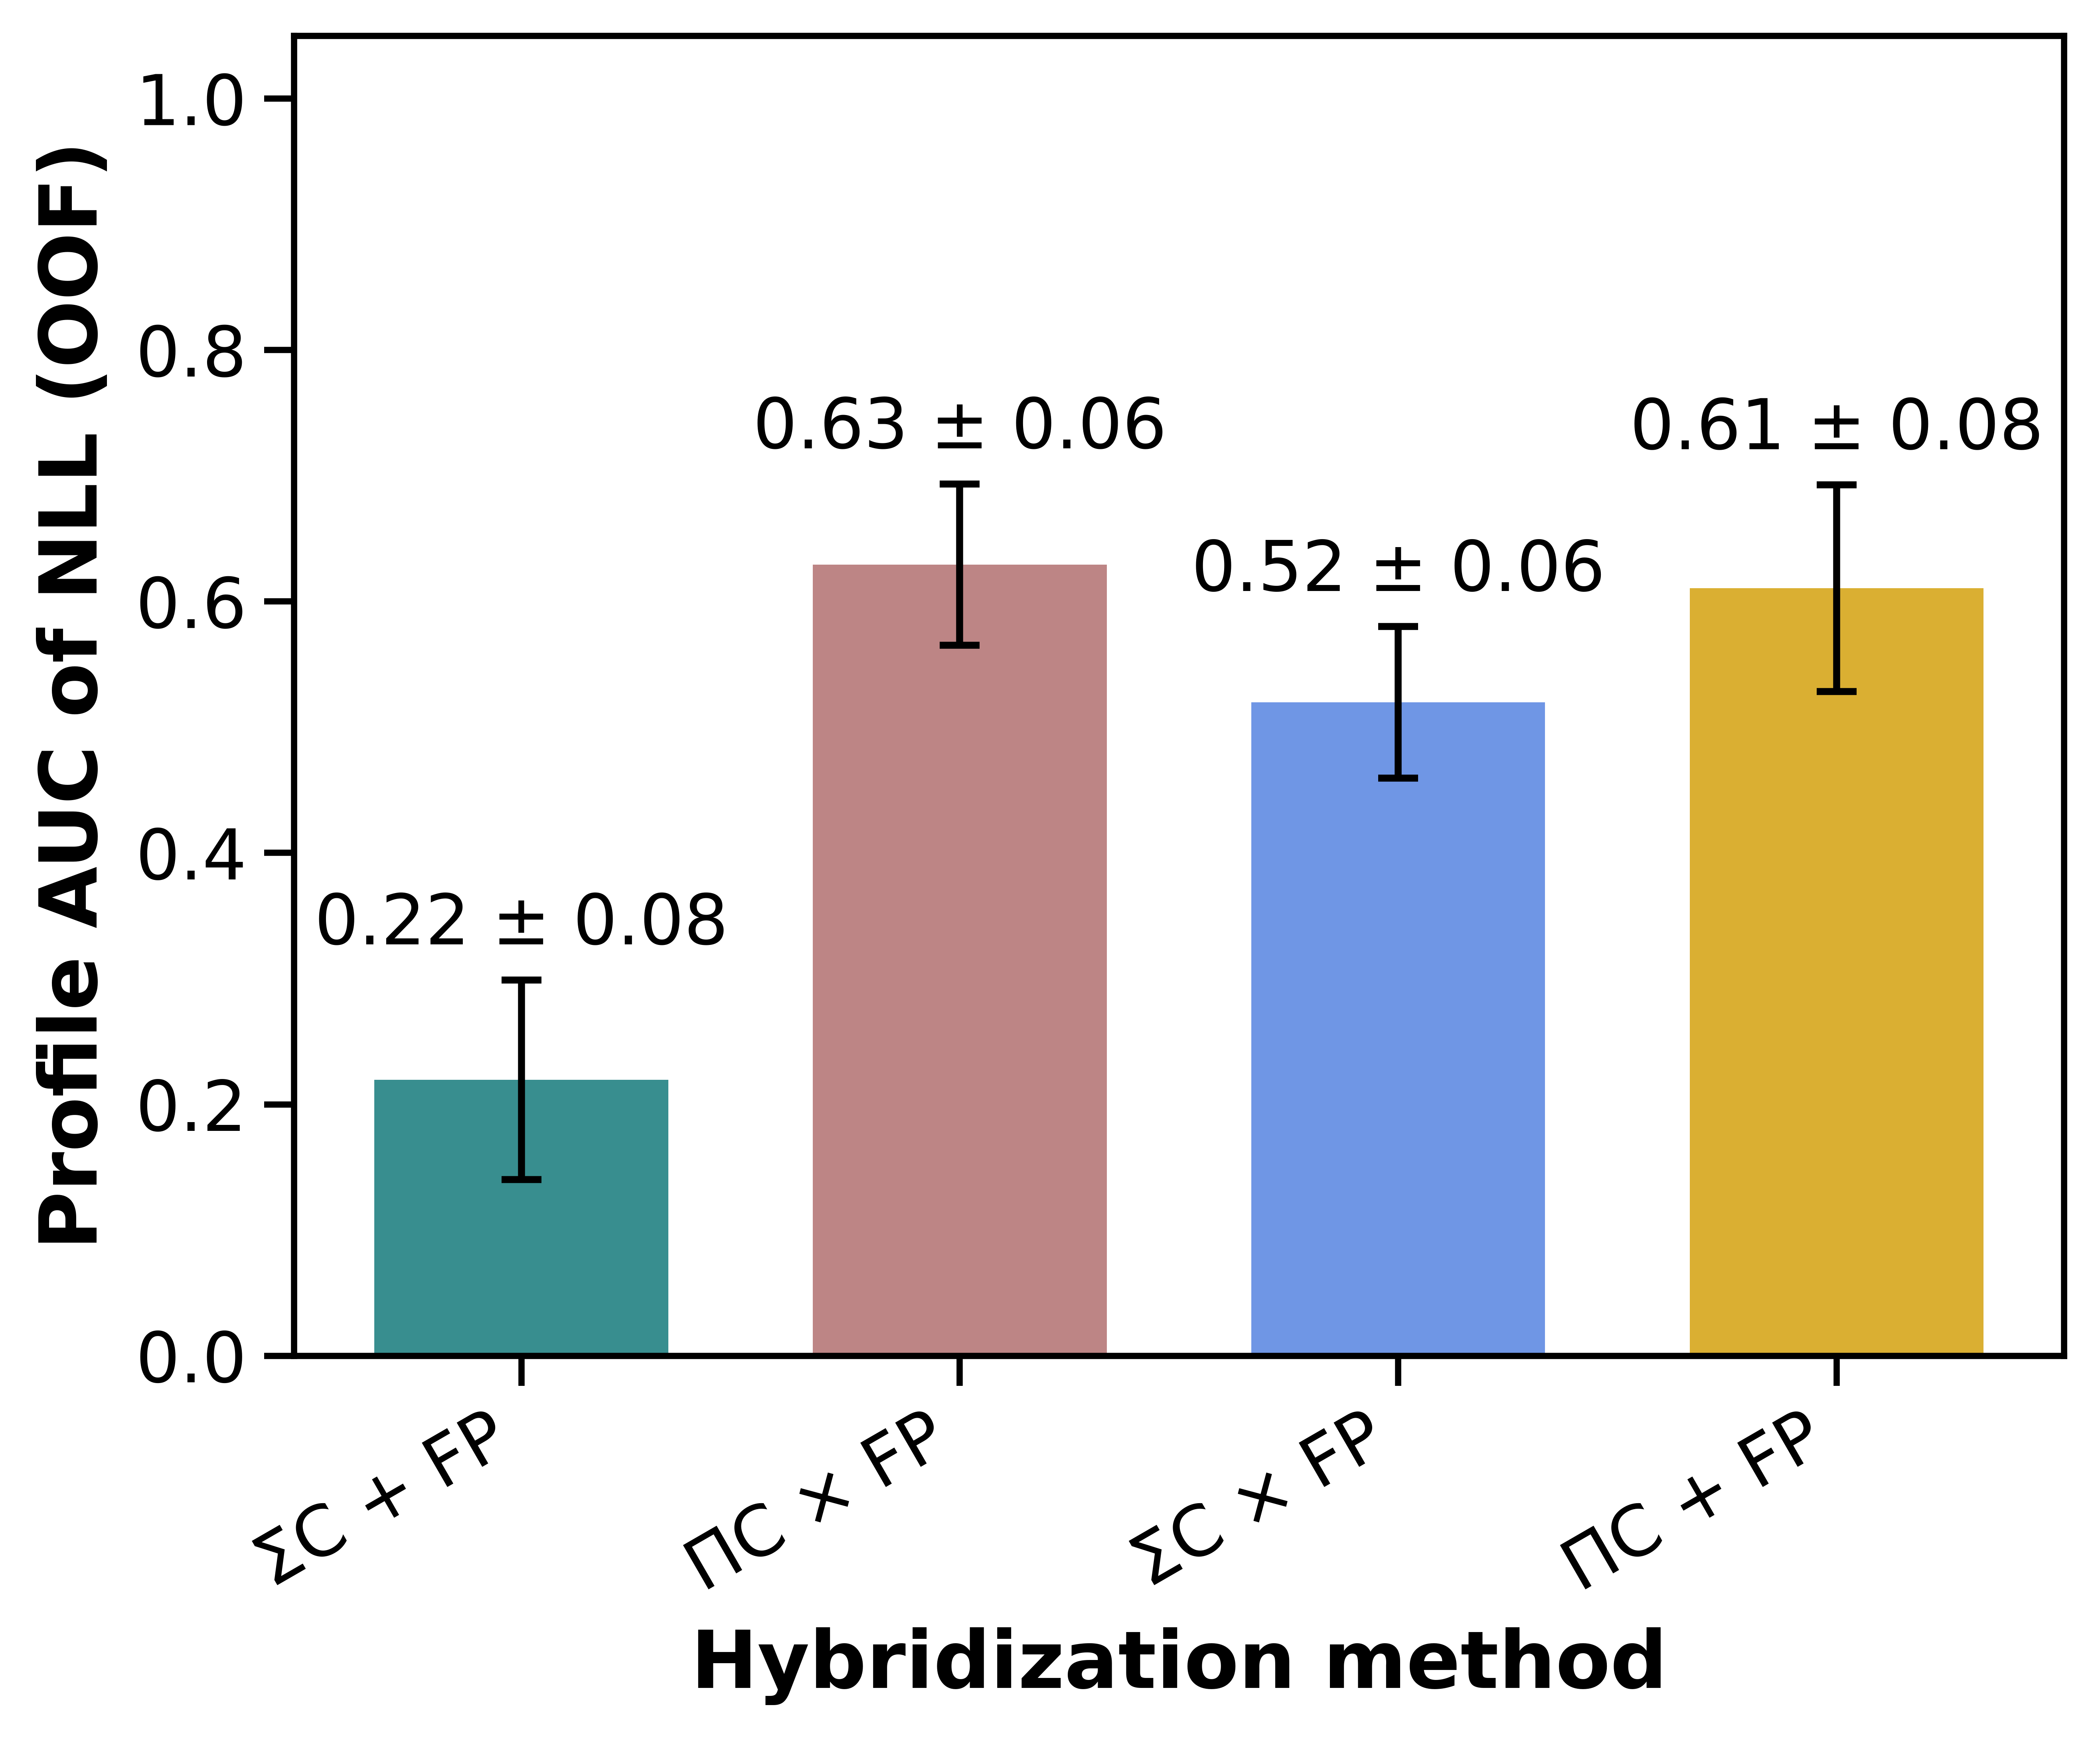 Profile AUC of NLL (OOF)
1.0
0.8
0.6
0.4
0.2
0.0
0.22 ± 0.08
0.63 ± 0.06
0.52 ± 0.06
0.61 ± 0.08
ΣC + FP
ΠC × FP
ΣC × FP
ΠC + FP
Hybridization method